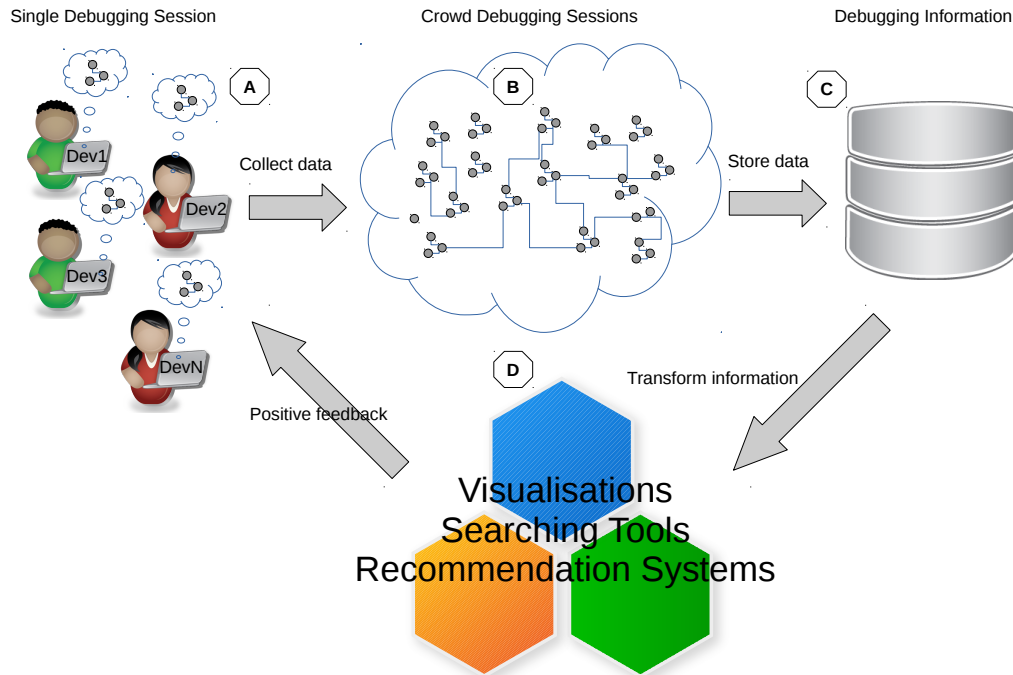 Single Debugging Session
Crowd Debugging Sessions
Debugging Information
A
B
C
Dev1
Collect data
Store data
Dev2
Dev3
DevN
D
Transform information
Positive feedback
Visualisations
Searching Tools
Recommendation Systems